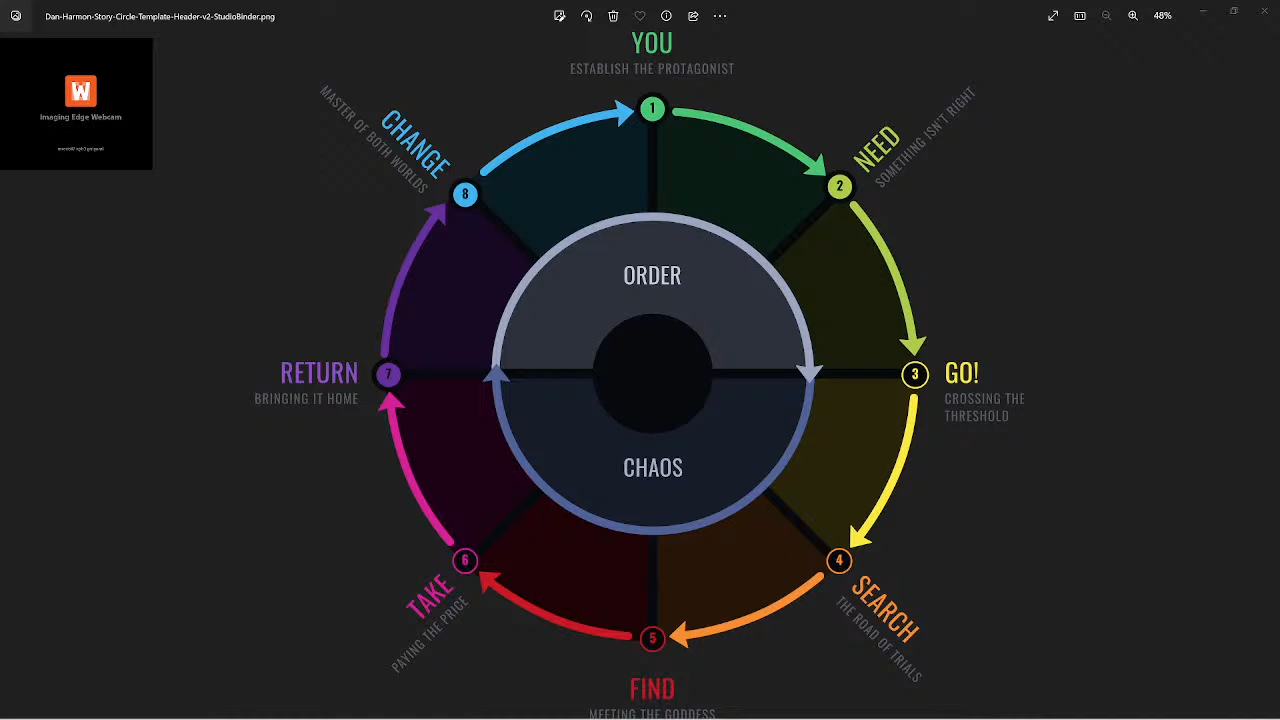 Dan-Harmon-Story-Circle-Template-Header-v2-StudioBinder.png
48%
W
Imaging Edge Webcam
YOU
ESTABLISH THE PROTAGONIST
1
NEED
SOMETHING ISN'T RIGHT
2
GO!
CROSSING THE
THRESHOLD
3
SEARCH
THE ROAD OF TRIALS
4
FIND
MEETING THE GODDESS
5
TAKE
PAYING THE PRICE
6
RETURN
BRINGING IT HOME
7
CHANGE
MASTER OF BOTH WORLDS
8
ORDER
CHAOS